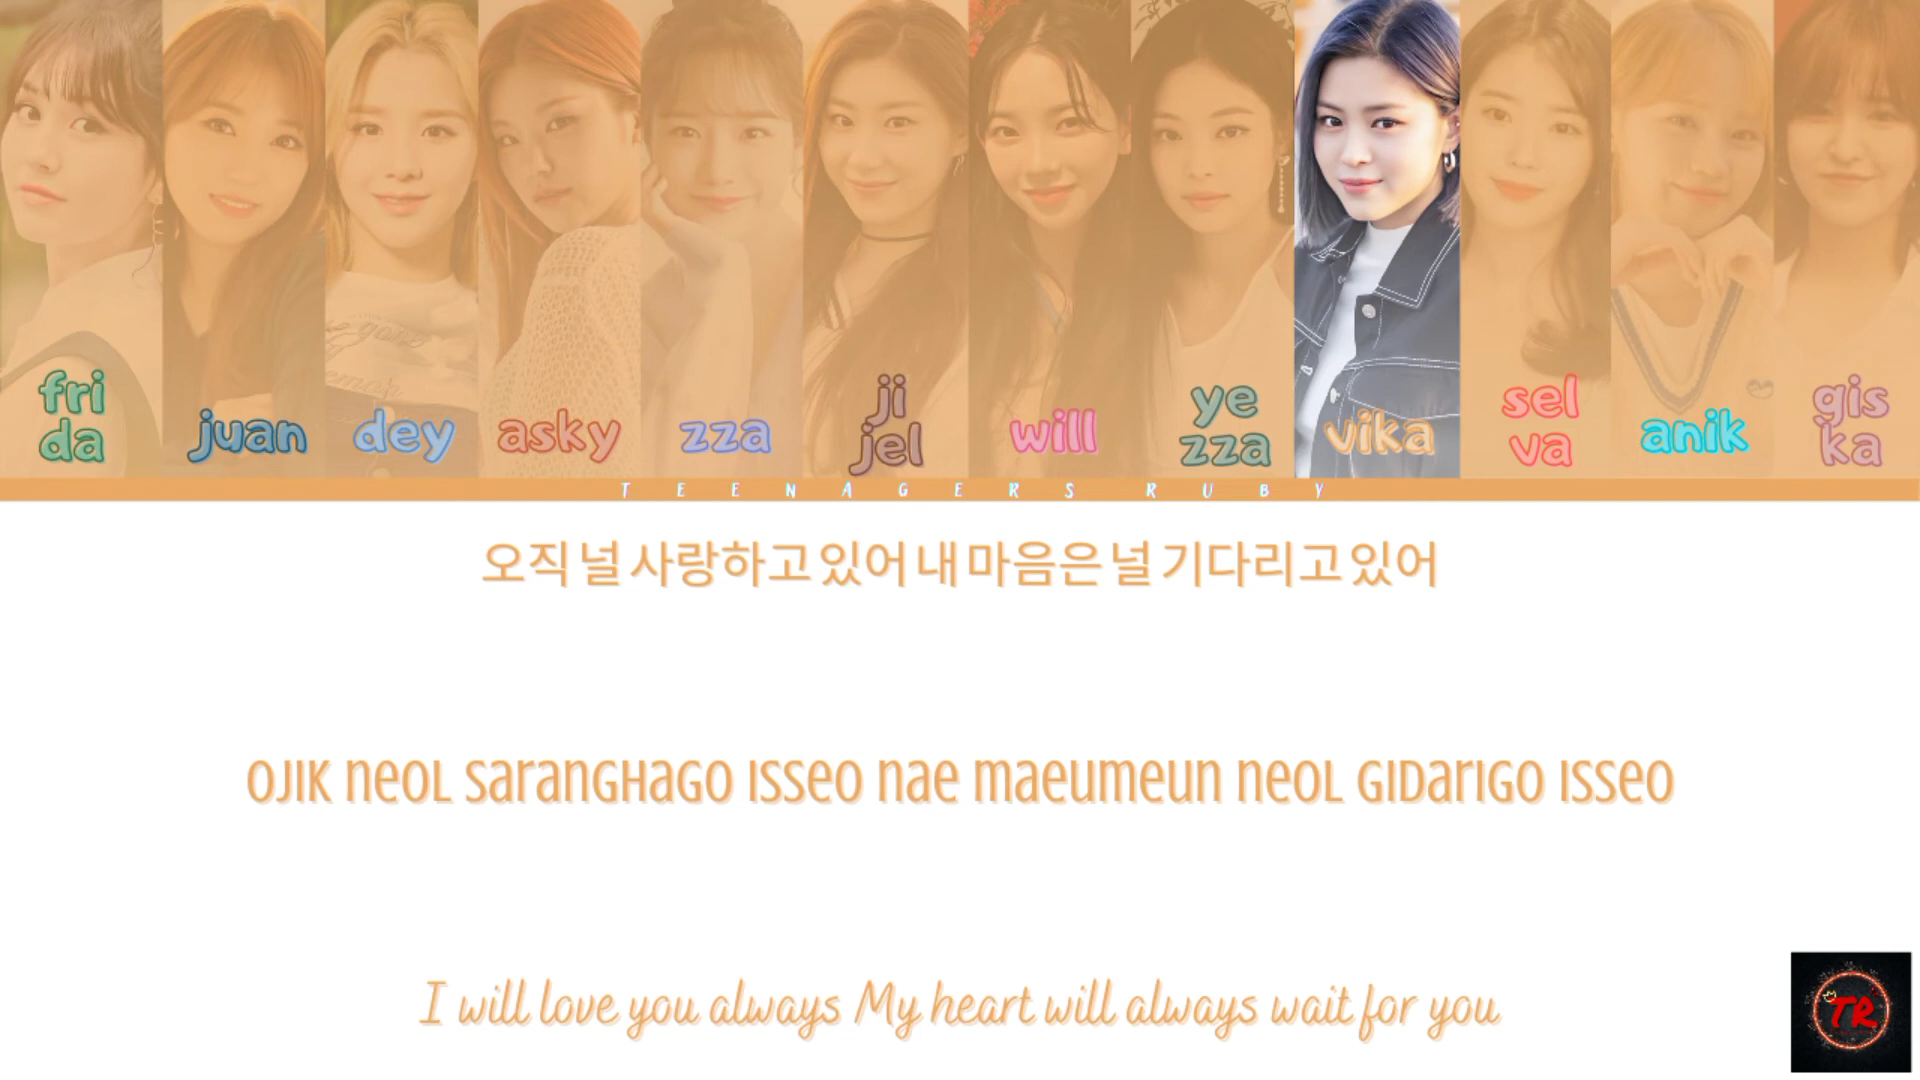 fri
da
juan
dey
asky
zza
ji
jel
will
ye
zza
vika
sel
va
anik
gis
ka
TEENAGERS RUBY
오직 널 사랑하고 있어 내 마음은 널 기다리고 있어
OJIK NEOL SARANGHAGO ISSEO NAE MAEUMEUN NEOL GIDARIGO ISSEO
I will love you always My heart will always wait for you
TR